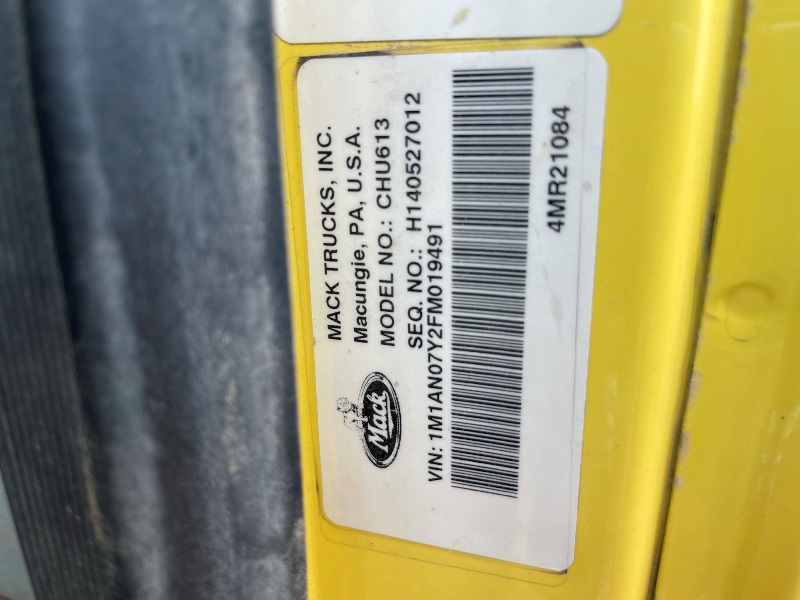 MACK TRUCKS, INC.
Macungie, PA, U.S.A.
MODEL NO.: CHU613
SEQ. NO.: H140527012
Mack
VIN: 1M1AN07Y2FM019491
4MR21084